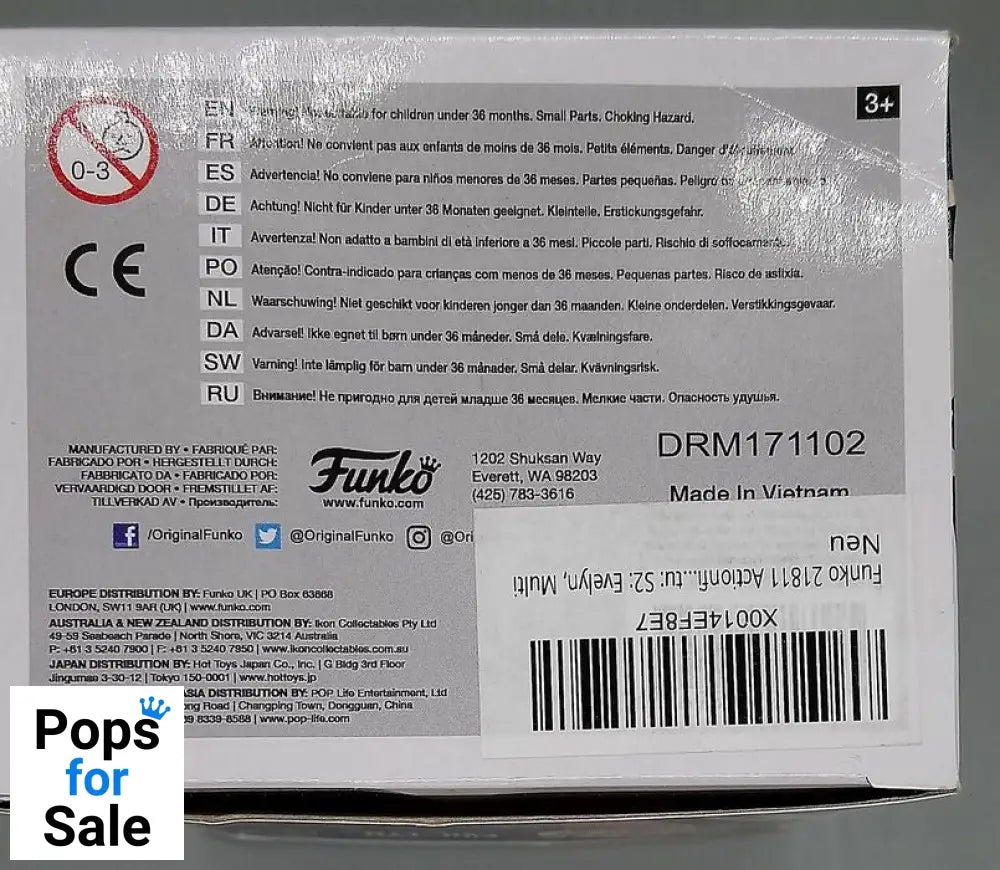 3+
0-3
EN for children under 36 months. Small Parts. Choking Hazard.
FR Attention! Ne convient pas aux enfants de moins de 36 mois. Petits éléments. Danger
ES Advertencia! No conviene para niños menores de 36 meses. Partes pequeñas. Peligro
DE Achtung! Nicht für Kinder unter 36 Monaten geeignet. Kleinteile. Erstickungsgefahr.
IT Avvertenza! Non adatto a bambini di età inferiore a 36 mesi. Piccole parti. Rischio di soffocamento.
PO Atenção! Contra-indicado para crianças com menos de 36 meses. Pequenas partes. Risco de asfixia.
NL Waarschuwing! Niet geschikt voor kinderen jonger dan 36 maanden. Kleine onderdelen. Verstikkingsgevaar.
DA Advarsel! Ikke egnet til børn under 36 måneder. Små dele. Kvælningsfare.
SW Varning! Inte lämplig för barn under 36 månader. Små delar. Kvävningsrisk.
RU Внимание! Не пригодно для детей младше 36 месяцев. Мелкие части. Опасность удушья.
CE
MANUFACTURED BY • FABRIQUÉ PAR:
FABRICADO POR • HERGESTELLT DURCH:
FABBRICATO DA • FABRICADO POR:
VERVAARDIGD DOOR • FREMSTILLET AF:
TILLVERKAD AV • Производитель:
Funko
www.funko.com
1202 Shuksan Way
Everett, WA 98203
(425) 783-3616
DRM171102
Made In Vietnam
/OriginalFunko @OriginalFunko @Ori
EUROPE DISTRIBUTION BY: Funko UK | PO Box 63868
LONDON, SW11 9AR (UK) | www.funko.com
AUSTRALIA & NEW ZEALAND DISTRIBUTION BY: Ikon Collectables Pty Ltd
49-59 Seabeach Parade | North Shore, VIC 3214 Australia
P: +61 3 5240 7900 | F: +61 3 5240 7950 | www.ikoncollectables.com.au
JAPAN DISTRIBUTION BY: Hot Toys Japan Co., Inc. | G Bldg 3rd Floor
Jingumae 3-30-12 | Tokyo 150-0001 | www.hottoys.jp
ASIA DISTRIBUTION BY: POP Life Entertainment, Ltd
ng Road | Changping Town, Dongguan, China
39 8339-8588 | www.pop-life.com
X0014EF8E7
Funko 21811 Actionfi...tu: S2: Evelyn, Multi
Neu
Pops
for
Sale